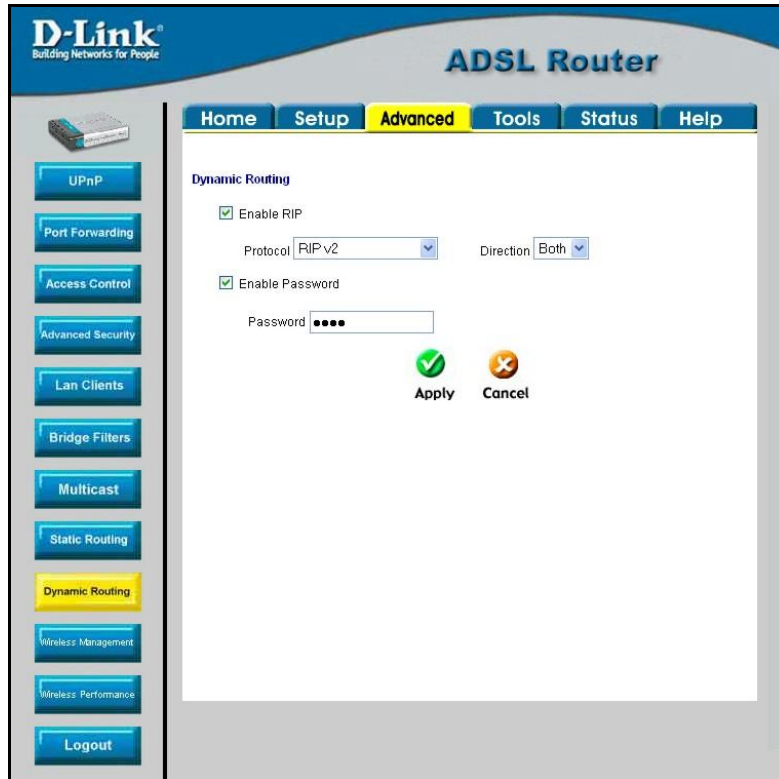 D-Link
Building Networks for People
ADSL Router
Home Setup Advanced Tools Status Help
UPnP
Port Forwarding
Access Control
Advanced Security
Lan Clients
Bridge Filters
Multicast
Static Routing
Dynamic Routing
Wireless Management
Wireless Performance
Logout
Dynamic Routing
Enable RIP
Protocol RIP v2 Direction Both
Enable Password
Password ●●●●
Apply Cancel